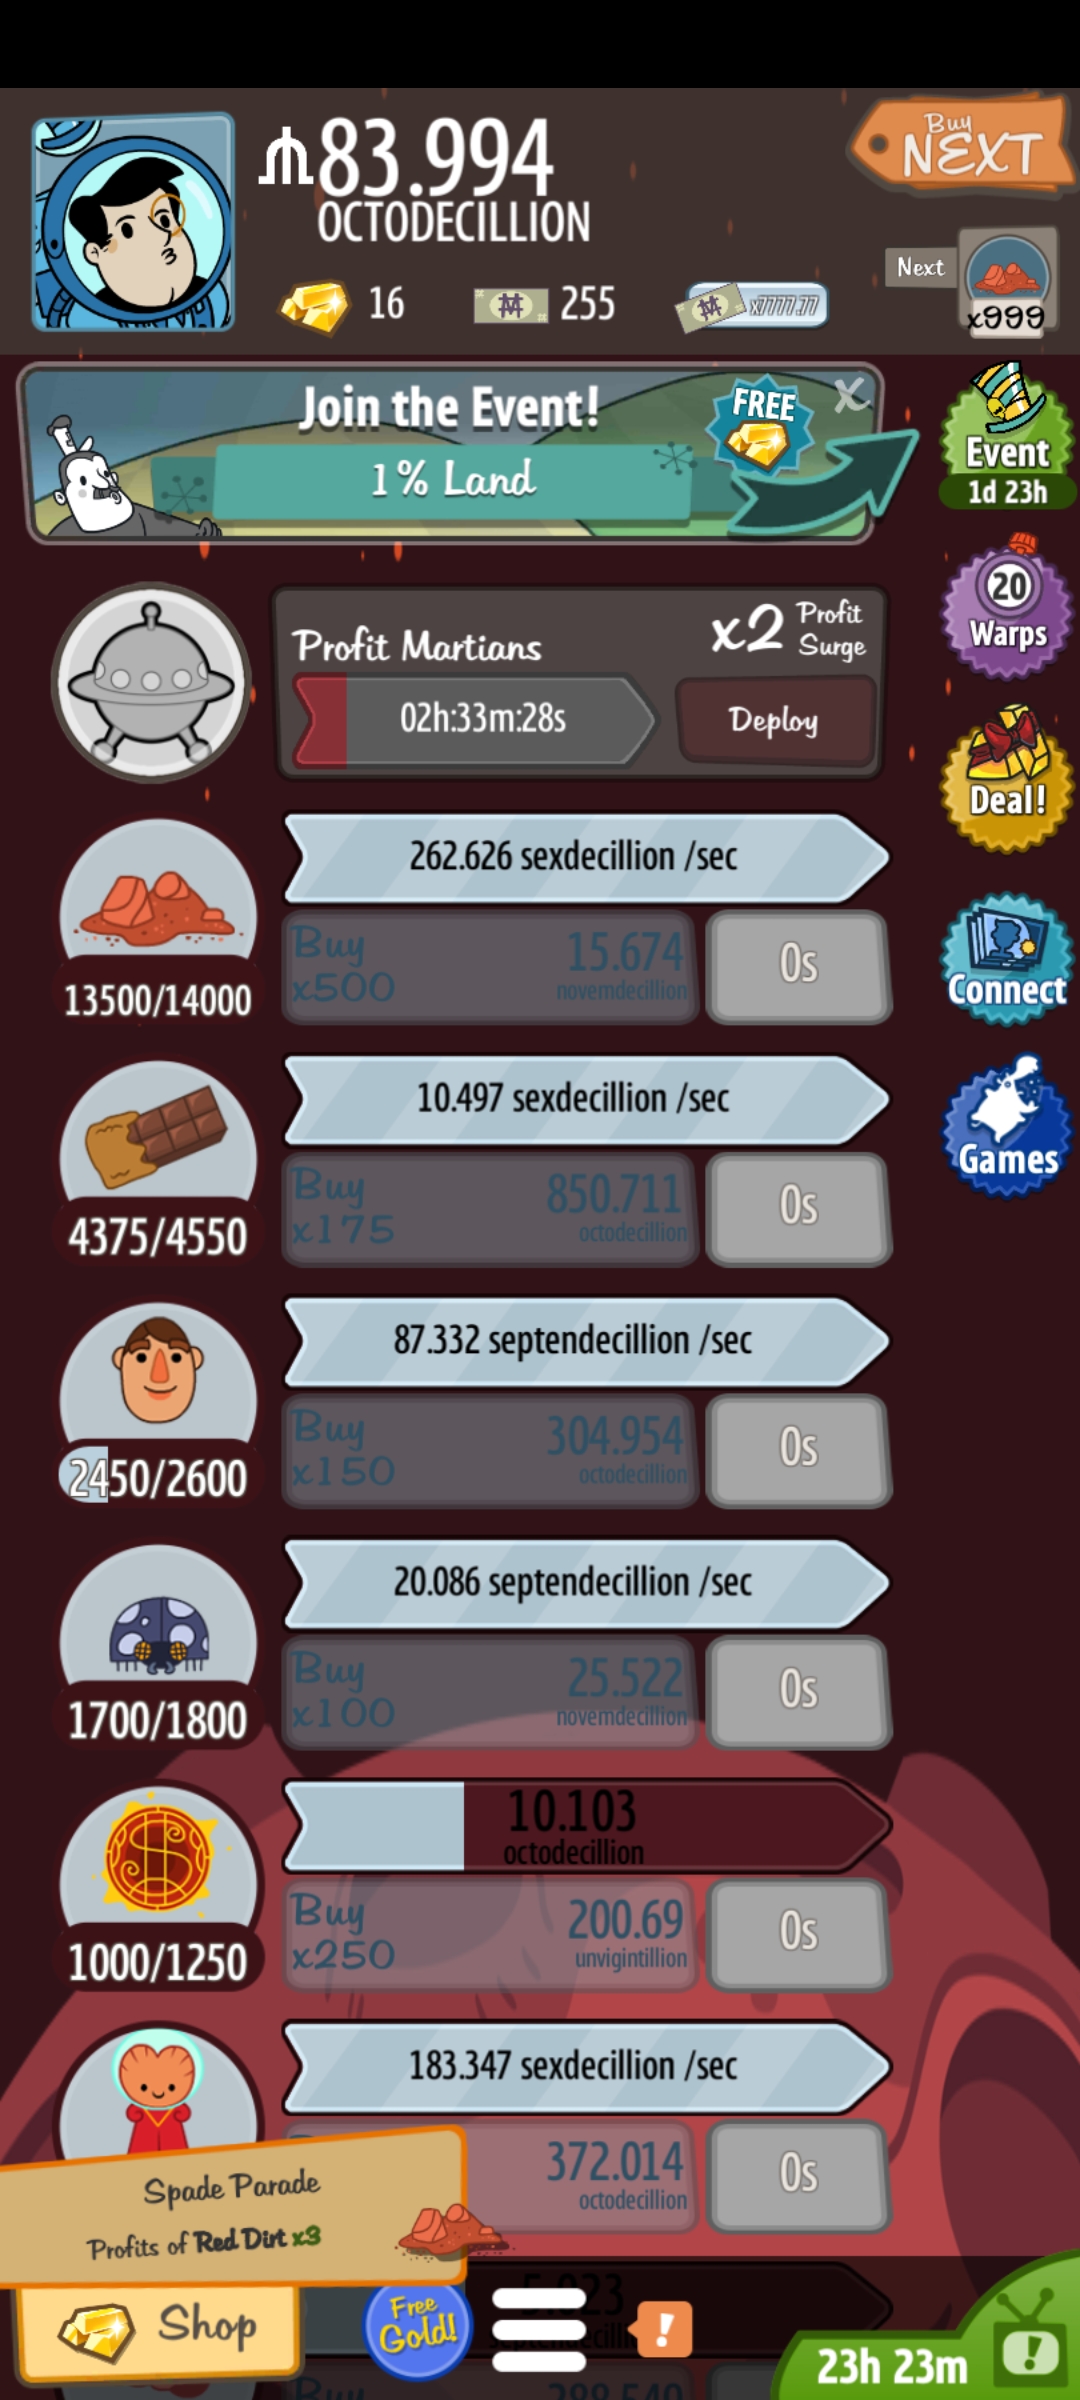 83.994
OCTODECILLION
Buy
NEXT
16
255
x7777.77
Next
x999
Join the Event!
1% Land
FREE
X
Event
1d 23h
Profit Martians
x2 Profit
Surge
02h:33m:28s
Deploy
20
Warps
Deal!
262.626 sexdecillion /sec
13500/14000
Buy
x500
15.674
novemdecillion
0s
Connect
10.497 sexdecillion /sec
4375/4550
Buy
x175
850.711
octodecillion
0s
Games
87.332 septendecillion /sec
2450/2600
Buy
x150
304.954
octodecillion
0s
20.086 septendecillion /sec
1700/1800
Buy
x100
25.522
novemdecillion
0s
10.103
octodecillion
1000/1250
Buy
x250
200.69
unvigintillion
0s
183.347 sexdecillion /sec
372.014
octodecillion
0s
Spade Parade
Profits of Red Dirt x3
Shop
Free
Gold!
!
23h 23m
!
Buy